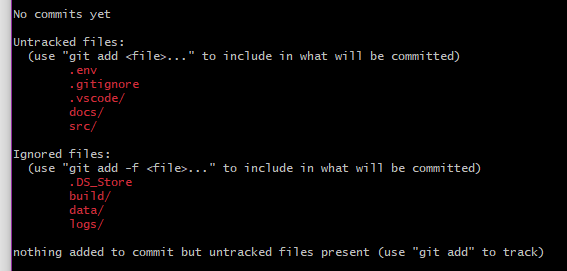 No commits yet
Untracked files:
(use "git add <file>..." to include in what will be committed)
.env
.gitignore
.vscode/
docs/
src/
Ignored files:
(use "git add -f <file>..." to include in what will be committed)
.DS_Store
build/
data/
logs/
nothing added to commit but untracked files present (use "git add" to track)